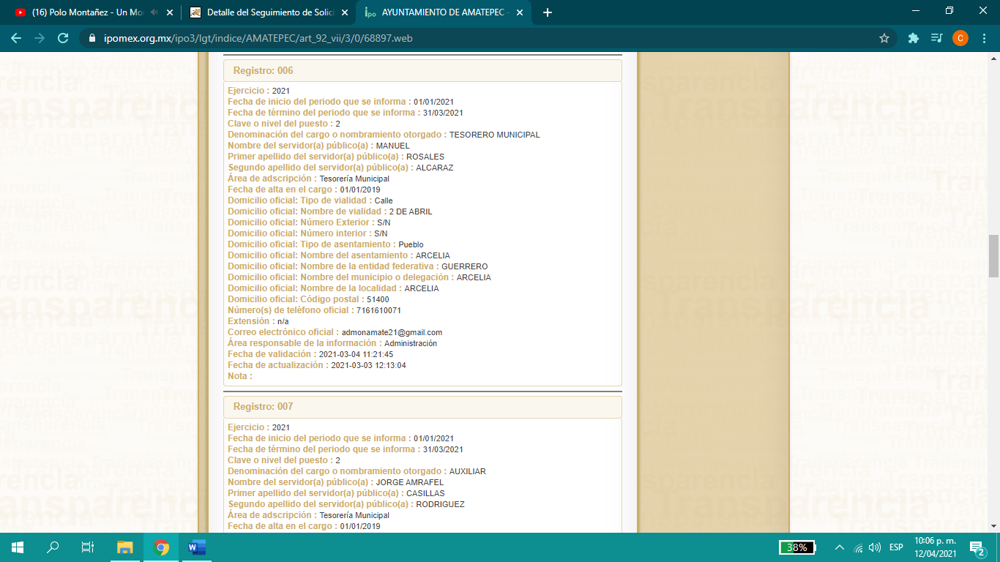 (16) Polo Montañez - Un Mo
Detalle del Seguimiento de Solici
ipo AYUNTAMIENTO DE AMATEPEC -
ipomex.org.mx/ipo3/lgt/indice/AMATEPEC/art_92_vii/3/0/68897.web
C
Registro: 006
Ejercicio : 2021
Fecha de inicio del periodo que se informa : 01/01/2021
Fecha de término del periodo que se informa : 31/03/2021
Clave o nivel del puesto : 2
Denominación del cargo o nombramiento otorgado : TESORERO MUNICIPAL
Nombre del servidor(a) público(a) : MANUEL
Primer apellido del servidor(a) público(a) : ROSALES
Segundo apellido del servidor(a) público(a) : ALCARAZ
Área de adscripción : Tesorería Municipal
Fecha de alta en el cargo : 01/01/2019
Domicilio oficial: Tipo de vialidad : Calle
Domicilio oficial: Nombre de vialidad : 2 DE ABRIL
Domicilio oficial: Número Exterior : S/N
Domicilio oficial: Número interior : S/N
Domicilio oficial: Tipo de asentamiento : Pueblo
Domicilio oficial: Nombre del asentamiento : ARCELIA
Domicilio oficial: Nombre de la entidad federativa : GUERRERO
Domicilio oficial: Nombre del municipio o delegación : ARCELIA
Domicilio oficial: Nombre de la localidad : ARCELIA
Domicilio oficial: Código postal : 51400
Número(s) de teléfono oficial : 7161610071
Extensión : n/a
Correo electrónico oficial : admonamate21@gmail.com
Área responsable de la información : Administración
Fecha de validación : 2021-03-04 11:21:45
Fecha de actualización : 2021-03-03 12:13:04
Nota :
Registro: 007
Ejercicio : 2021
Fecha de inicio del periodo que se informa : 01/01/2021
Fecha de término del periodo que se informa : 31/03/2021
Clave o nivel del puesto : 2
Denominación del cargo o nombramiento otorgado : AUXILIAR
Nombre del servidor(a) público(a) : JORGE AMRAFEL
Primer apellido del servidor(a) público(a) : CASILLAS
Segundo apellido del servidor(a) público(a) : RODRIGUEZ
Área de adscripción : Tesorería Municipal
Fecha de alta en el cargo : 01/01/2019
38%
ESP
10:06 p. m.
12/04/2021
2